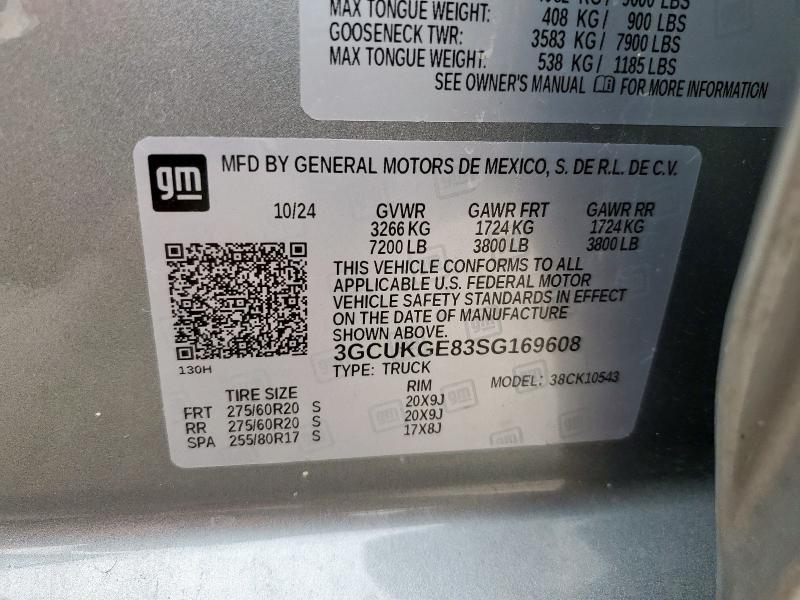 MAX TONGUE WEIGHT: 408 KG / 900 LBS
GOOSENECK TWR: 3583 KG / 7900 LBS
MAX TONGUE WEIGHT: 538 KG / 1185 LBS
SEE OWNER'S MANUAL FOR MORE INFORMATION
gm MFD BY GENERAL MOTORS DE MEXICO, S. DE R.L. DE C.V.
10/24 GVWR GAWR FRT GAWR RR
3266 KG 1724 KG 1724 KG
7200 LB 3800 LB 3800 LB
THIS VEHICLE CONFORMS TO ALL
APPLICABLE U.S. FEDERAL MOTOR
VEHICLE SAFETY STANDARDS IN EFFECT
ON THE DATE OF MANUFACTURE
SHOWN ABOVE.
3GCUKGE83SG169608
130H TYPE: TRUCK MODEL: 38CK10543
TIRE SIZE RIM
FRT 275/60R20 S 20X9J
RR 275/60R20 S 20X9J
SPA 255/80R17 S 17X8J